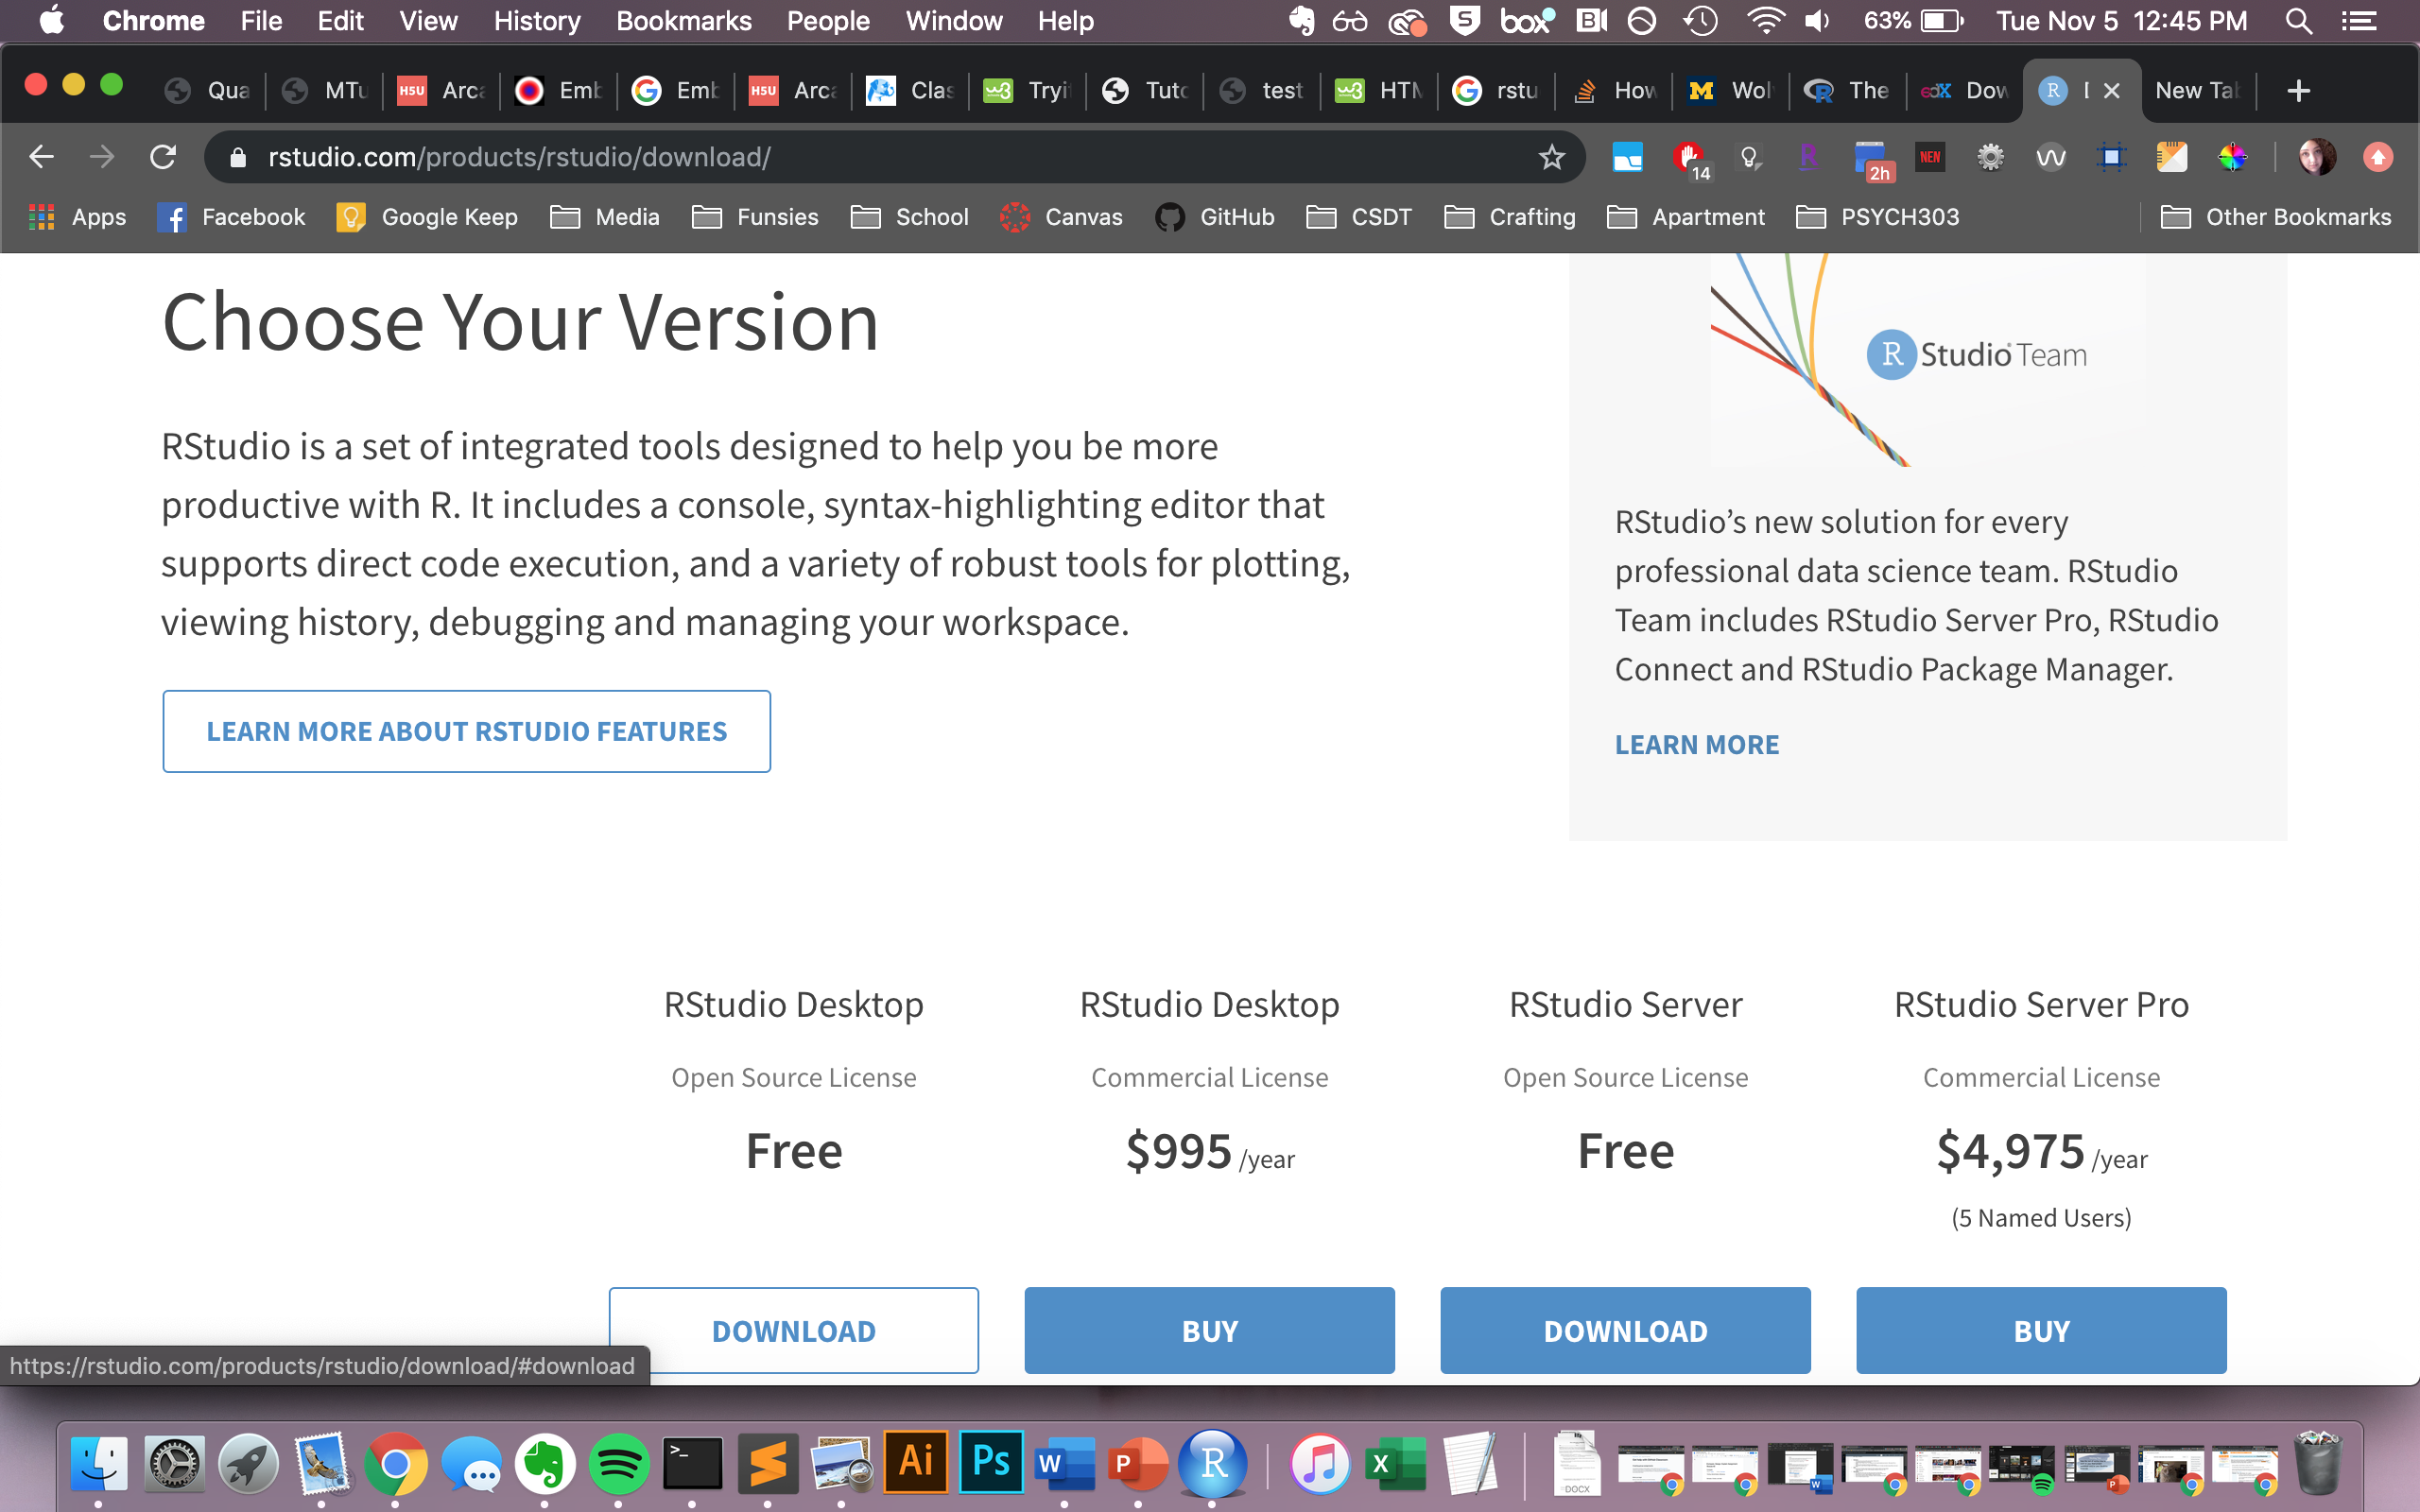 Chrome File Edit View History Bookmarks People Window Help box 63% Tue Nov 5 12:45 PM
Qua MTu H5U Arca Emb Emb H5U Arca Clas w3 Tryi Tuto test w3 HTM rstu How M Wol The edX Dow R New Tab
rstudio.com/products/rstudio/download/ 14 2h NEN
Apps Facebook Google Keep Media Funsies School Canvas GitHub CSDT Crafting Apartment PSYCH303 Other Bookmarks
Choose Your Version
RStudio is a set of integrated tools designed to help you be more
productive with R. It includes a console, syntax-highlighting editor that
supports direct code execution, and a variety of robust tools for plotting,
viewing history, debugging and managing your workspace.
LEARN MORE ABOUT RSTUDIO FEATURES
R Studio Team
RStudio’s new solution for every
professional data science team. RStudio
Team includes RStudio Server Pro, RStudio
Connect and RStudio Package Manager.
LEARN MORE
RStudio Desktop RStudio Desktop RStudio Server RStudio Server Pro
Open Source License Commercial License Open Source License Commercial License
Free $995 /year Free $4,975 /year
(5 Named Users)
DOWNLOAD BUY DOWNLOAD BUY
https://rstudio.com/products/rstudio/download/#download
>_ Ai Ps W P R X DOCX